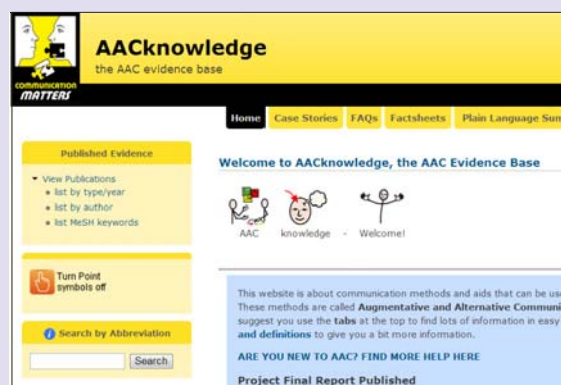 AACknowledge
the AAC evidence base
COMMUNICATION
MATTERS
Home Case Stories FAQs Factsheets Plain Language
Published Evidence
View Publications
list by type/year
list by author
list MeSH keywords
Turn Point
symbols off
Search by Abbreviation
Search
Welcome to AACknowledge, the AAC Evidence Base
AAC knowledge - Welcome!
This website is about communication methods and aids that can be
These methods are called Augmentative and Alternative
suggest you use the tabs at the top to find lots of information in easy
and definitions to give you a bit more information.
ARE YOU NEW TO AAC? FIND MORE HELP HERE
Project Final Report Published